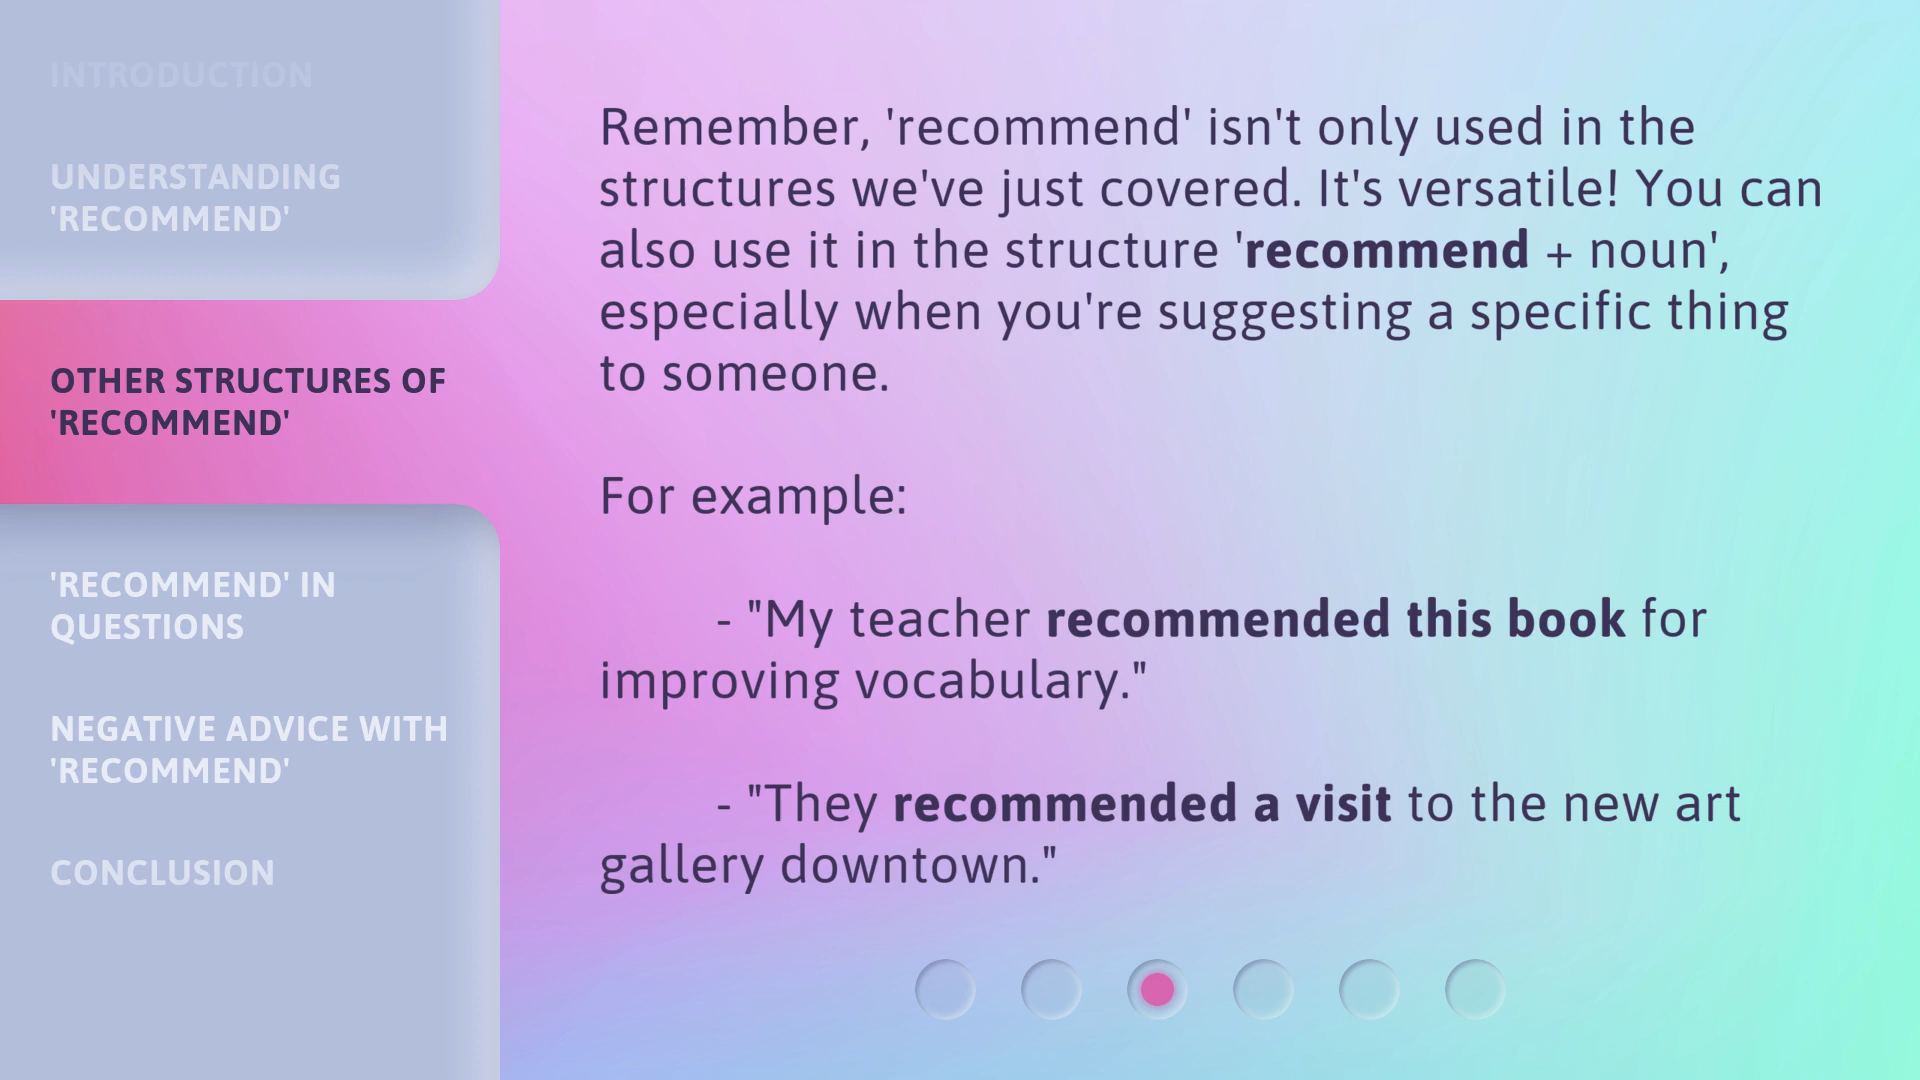 INTRODUCTION
UNDERSTANDING
'RECOMMEND'
OTHER STRUCTURES OF
'RECOMMEND'
'RECOMMEND' IN
QUESTIONS
NEGATIVE ADVICE WITH
'RECOMMEND'
CONCLUSION
Remember, 'recommend' isn't only used in the
structures we've just covered. It's versatile! You can
also use it in the structure 'recommend + noun',
especially when you're suggesting a specific thing
to someone.
For example:
- "My teacher recommended this book for
improving vocabulary."
- "They recommended a visit to the new art
gallery downtown."